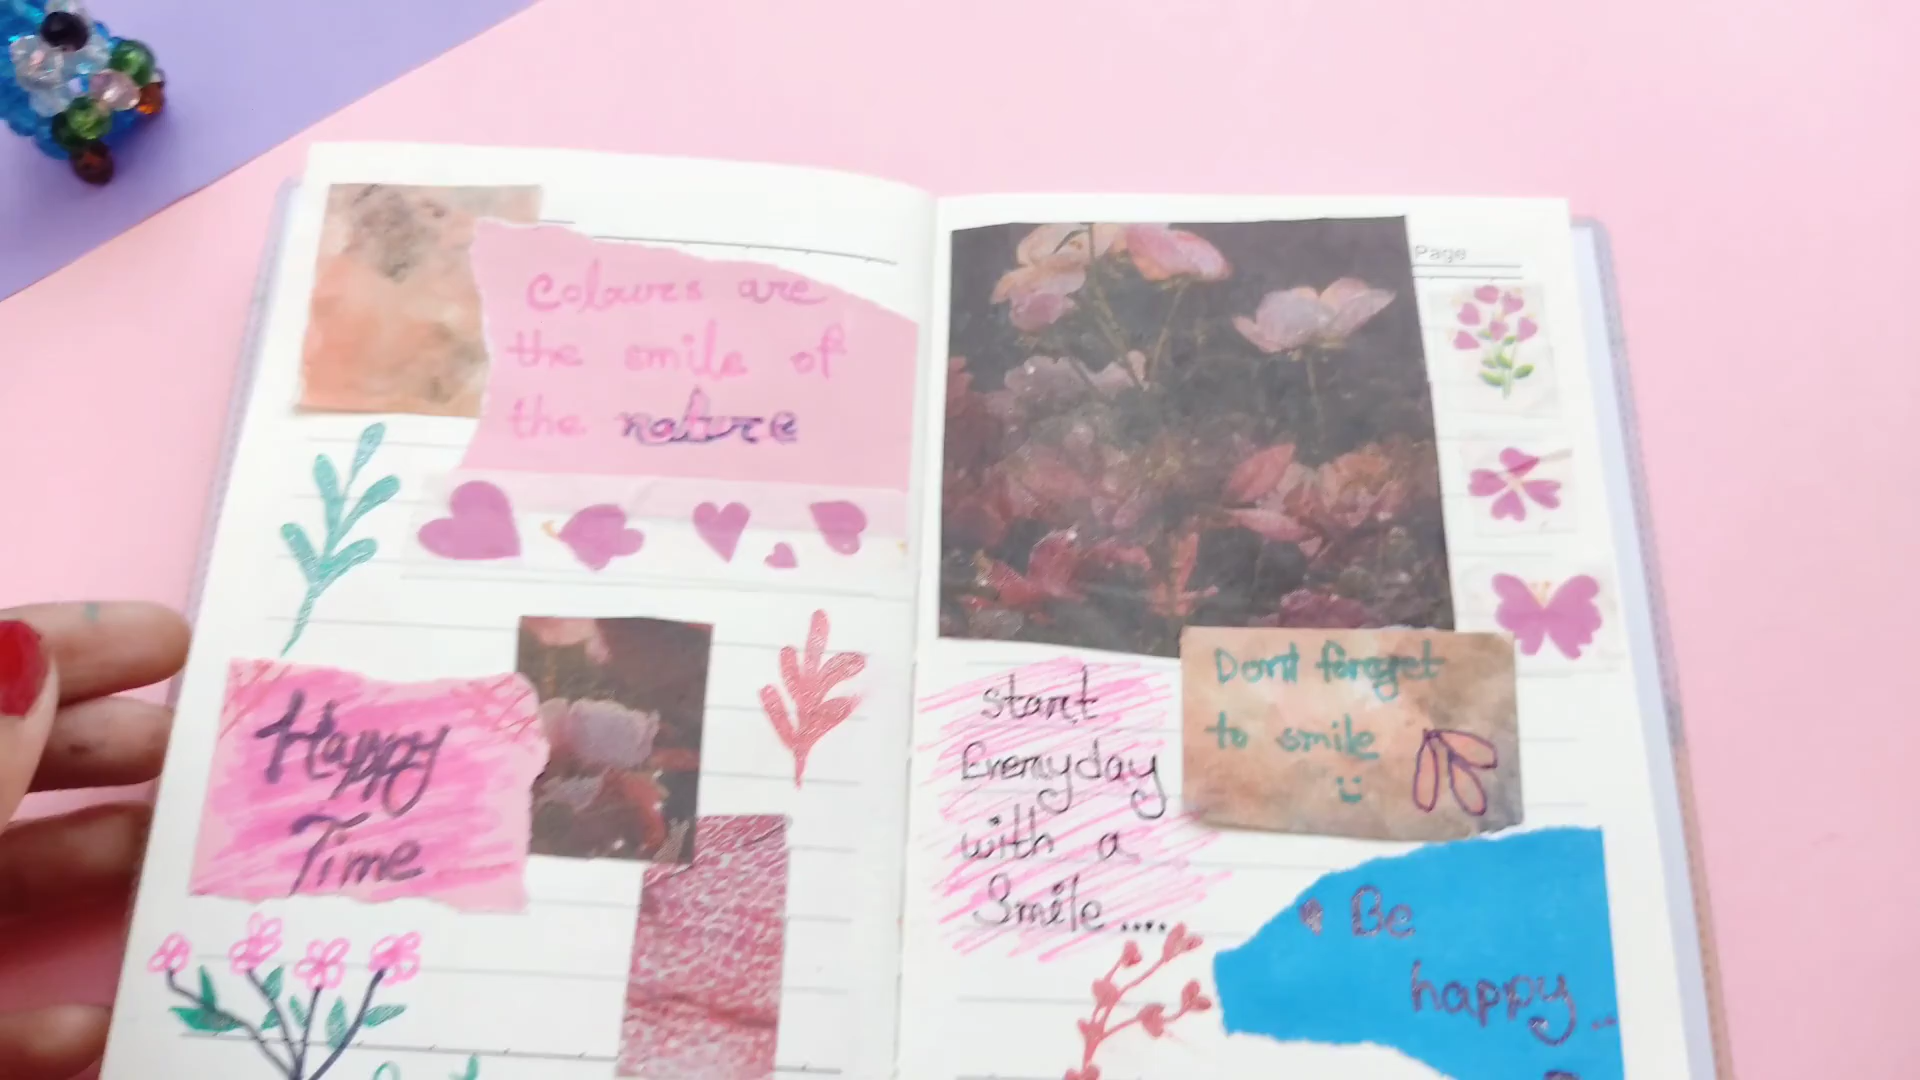 Colours are
the smile of
the nature
Happy
Time
Page
Start
Everyday
with a
Smile....
Dont forget
to smile
Be
happy..